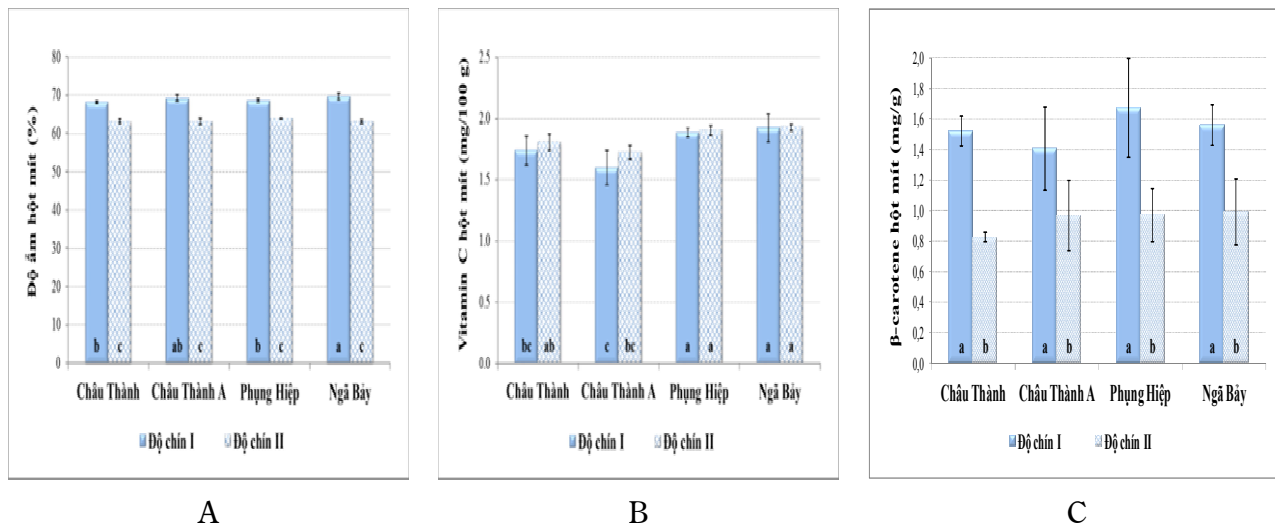 Độ ẩm hột mít (%)
80
70
60
50
40
30
20
10
0
b c ab c b c a c
Châu Thành Châu Thành A Phụng Hiệp Ngã Bảy
Độ chín I Độ chín II
A
Vitamin C hột mít (mg/100 g)
2.5
2.0
1.5
1.0
0.5
0.0
bc ab c bc a a a a
Châu Thành Châu Thành A Phụng Hiệp Ngã Bảy
Độ chín I Độ chín II
B
β-carotene hột mít (mg/g)
2,0
1,8
1,6
1,4
1,2
1,0
0,8
0,6
0,4
0,2
0,0
a b a b a b a b
Châu Thành Châu Thành A Phụng Hiệp Ngã Bảy
Độ chín I Độ chín II
C